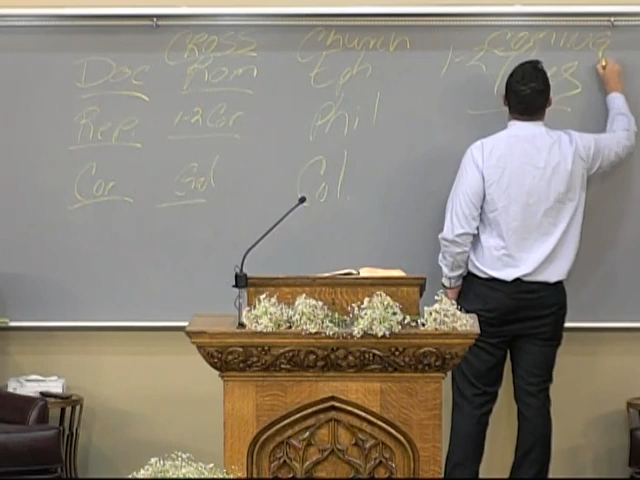 Cross Church Coming
Doc Rom Eph 1-2
Rep. 1-2 Cor Phil
Cor Gal Col.